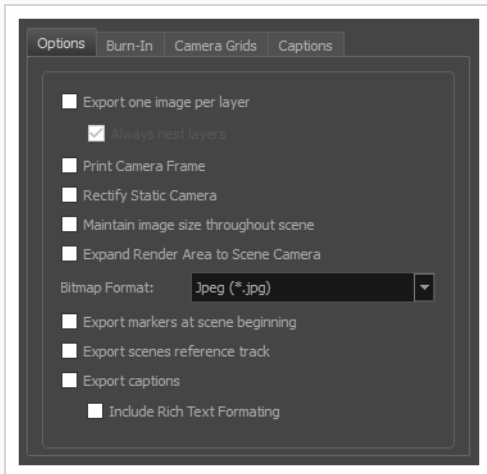 Options Burn-In Camera Grids Captions
Export one image per layer
Always nest layers
Print Camera Frame
Rectify Static Camera
Maintain image size throughout scene
Expand Render Area to Scene Camera
Bitmap Format: Jpeg (*.jpg)
Export markers at scene beginning
Export scenes reference track
Export captions
Include Rich Text Formating